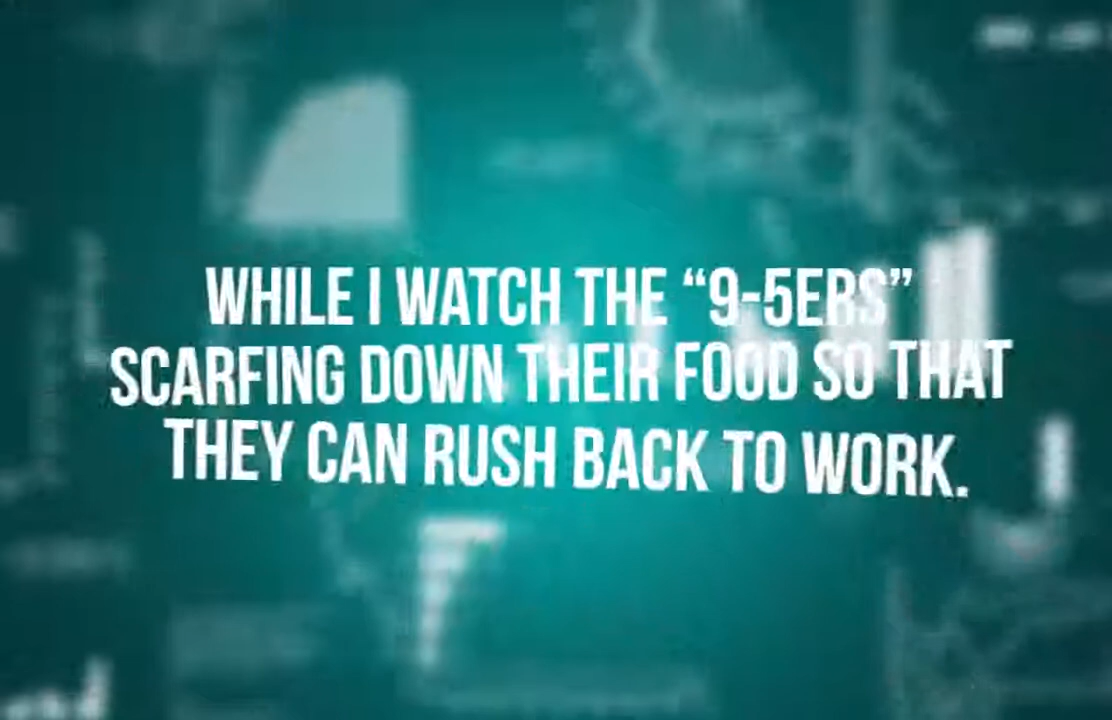 WHILE I WATCH THE “9-5ERS”
SCARFING DOWN THEIR FOOD SO THAT
THEY CAN RUSH BACK TO WORK.